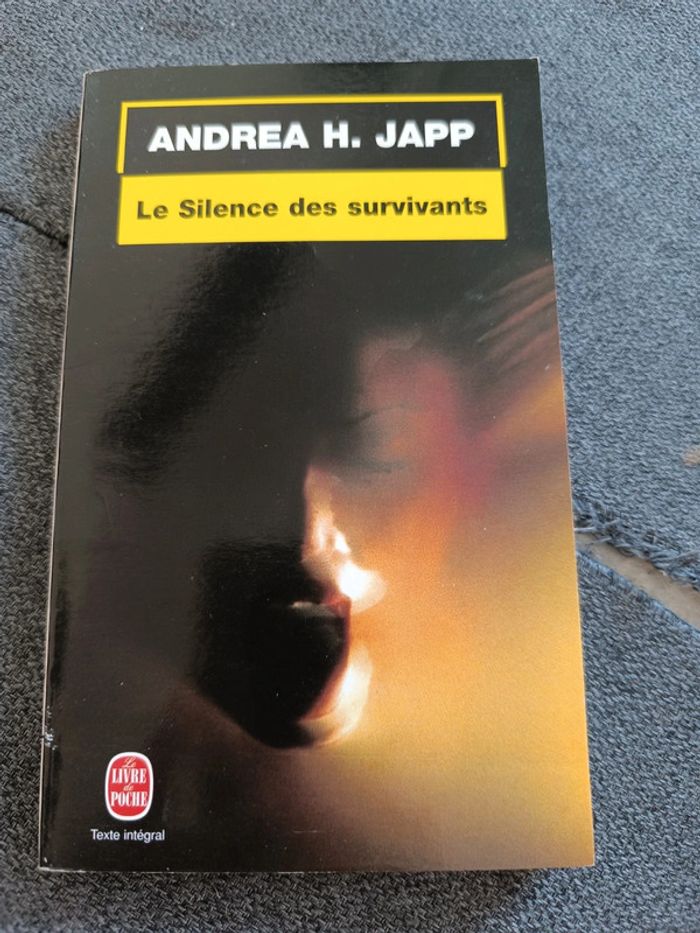 ANDREA H. JAPP
Le Silence des survivants
Le
LIVRE
de
POCHE
Texte intégral